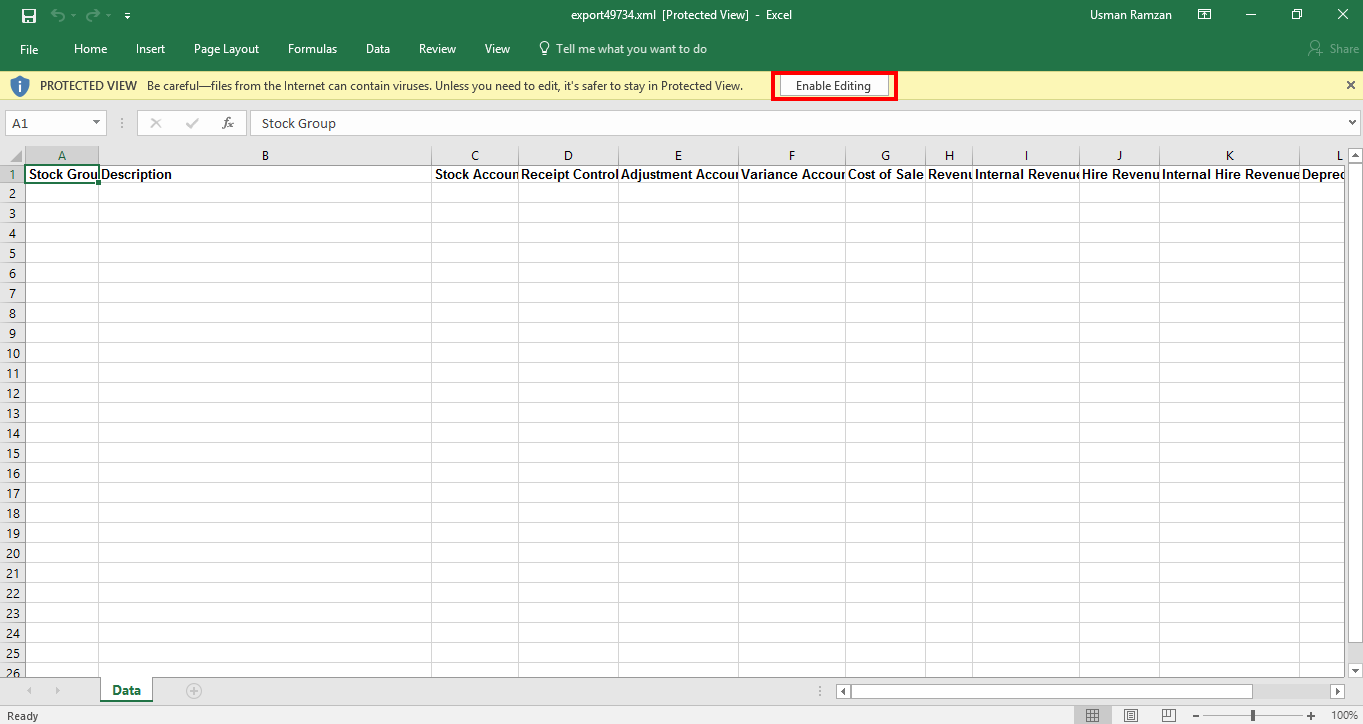 export49734.xml [Protected View] - Excel
Usman Ramzan
File Home Insert Page Layout Formulas Data Review View Tell me what you want to do Share
PROTECTED VIEW Be careful—files from the Internet can contain viruses. Unless you need to edit, it's safer to stay in Protected View. Enable Editing
A1 fx Stock Group
A B C D E F G H I J K L
1 Stock Grou Description Stock Accoun Receipt Control Adjustment Accou Variance Accour Cost of Sale Revenu Internal Revenue Hire Revenu Internal Hire Revenue Deprec
2
3
4
5
6
7
8
9
10
11
12
13
14
15
16
17
18
19
20
21
22
23
24
25
26
Data
Ready 100%